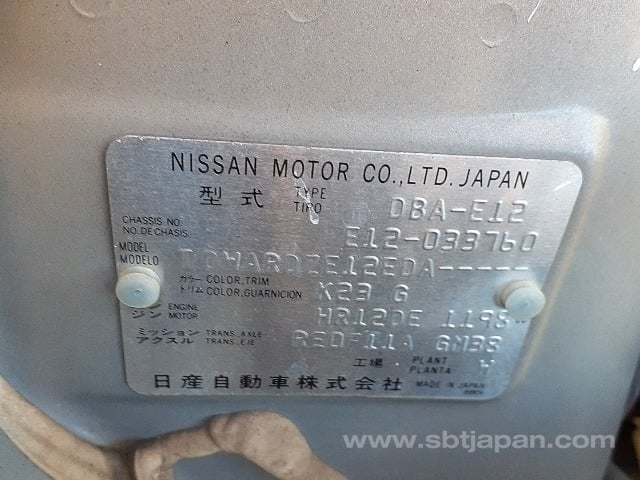 NISSAN MOTOR CO.,LTD. JAPAN
型式 TYPE TIPO DBA-E12
CHASSIS NO. NO.DE CHASIS E12-033760
MODEL MODELO
カラー トリム COLOR,TRIM COLOR,GUARNICION K23 G
ジン ENGINE MOTOR HR12DE 1198
ミッション アクスル TRANS,AXLE TRANS,EJE RE0F11A GM38
工場 PLANT PLANTA
日産自動車株式会社 MADE IN JAPAN
www.sbtjapan.com